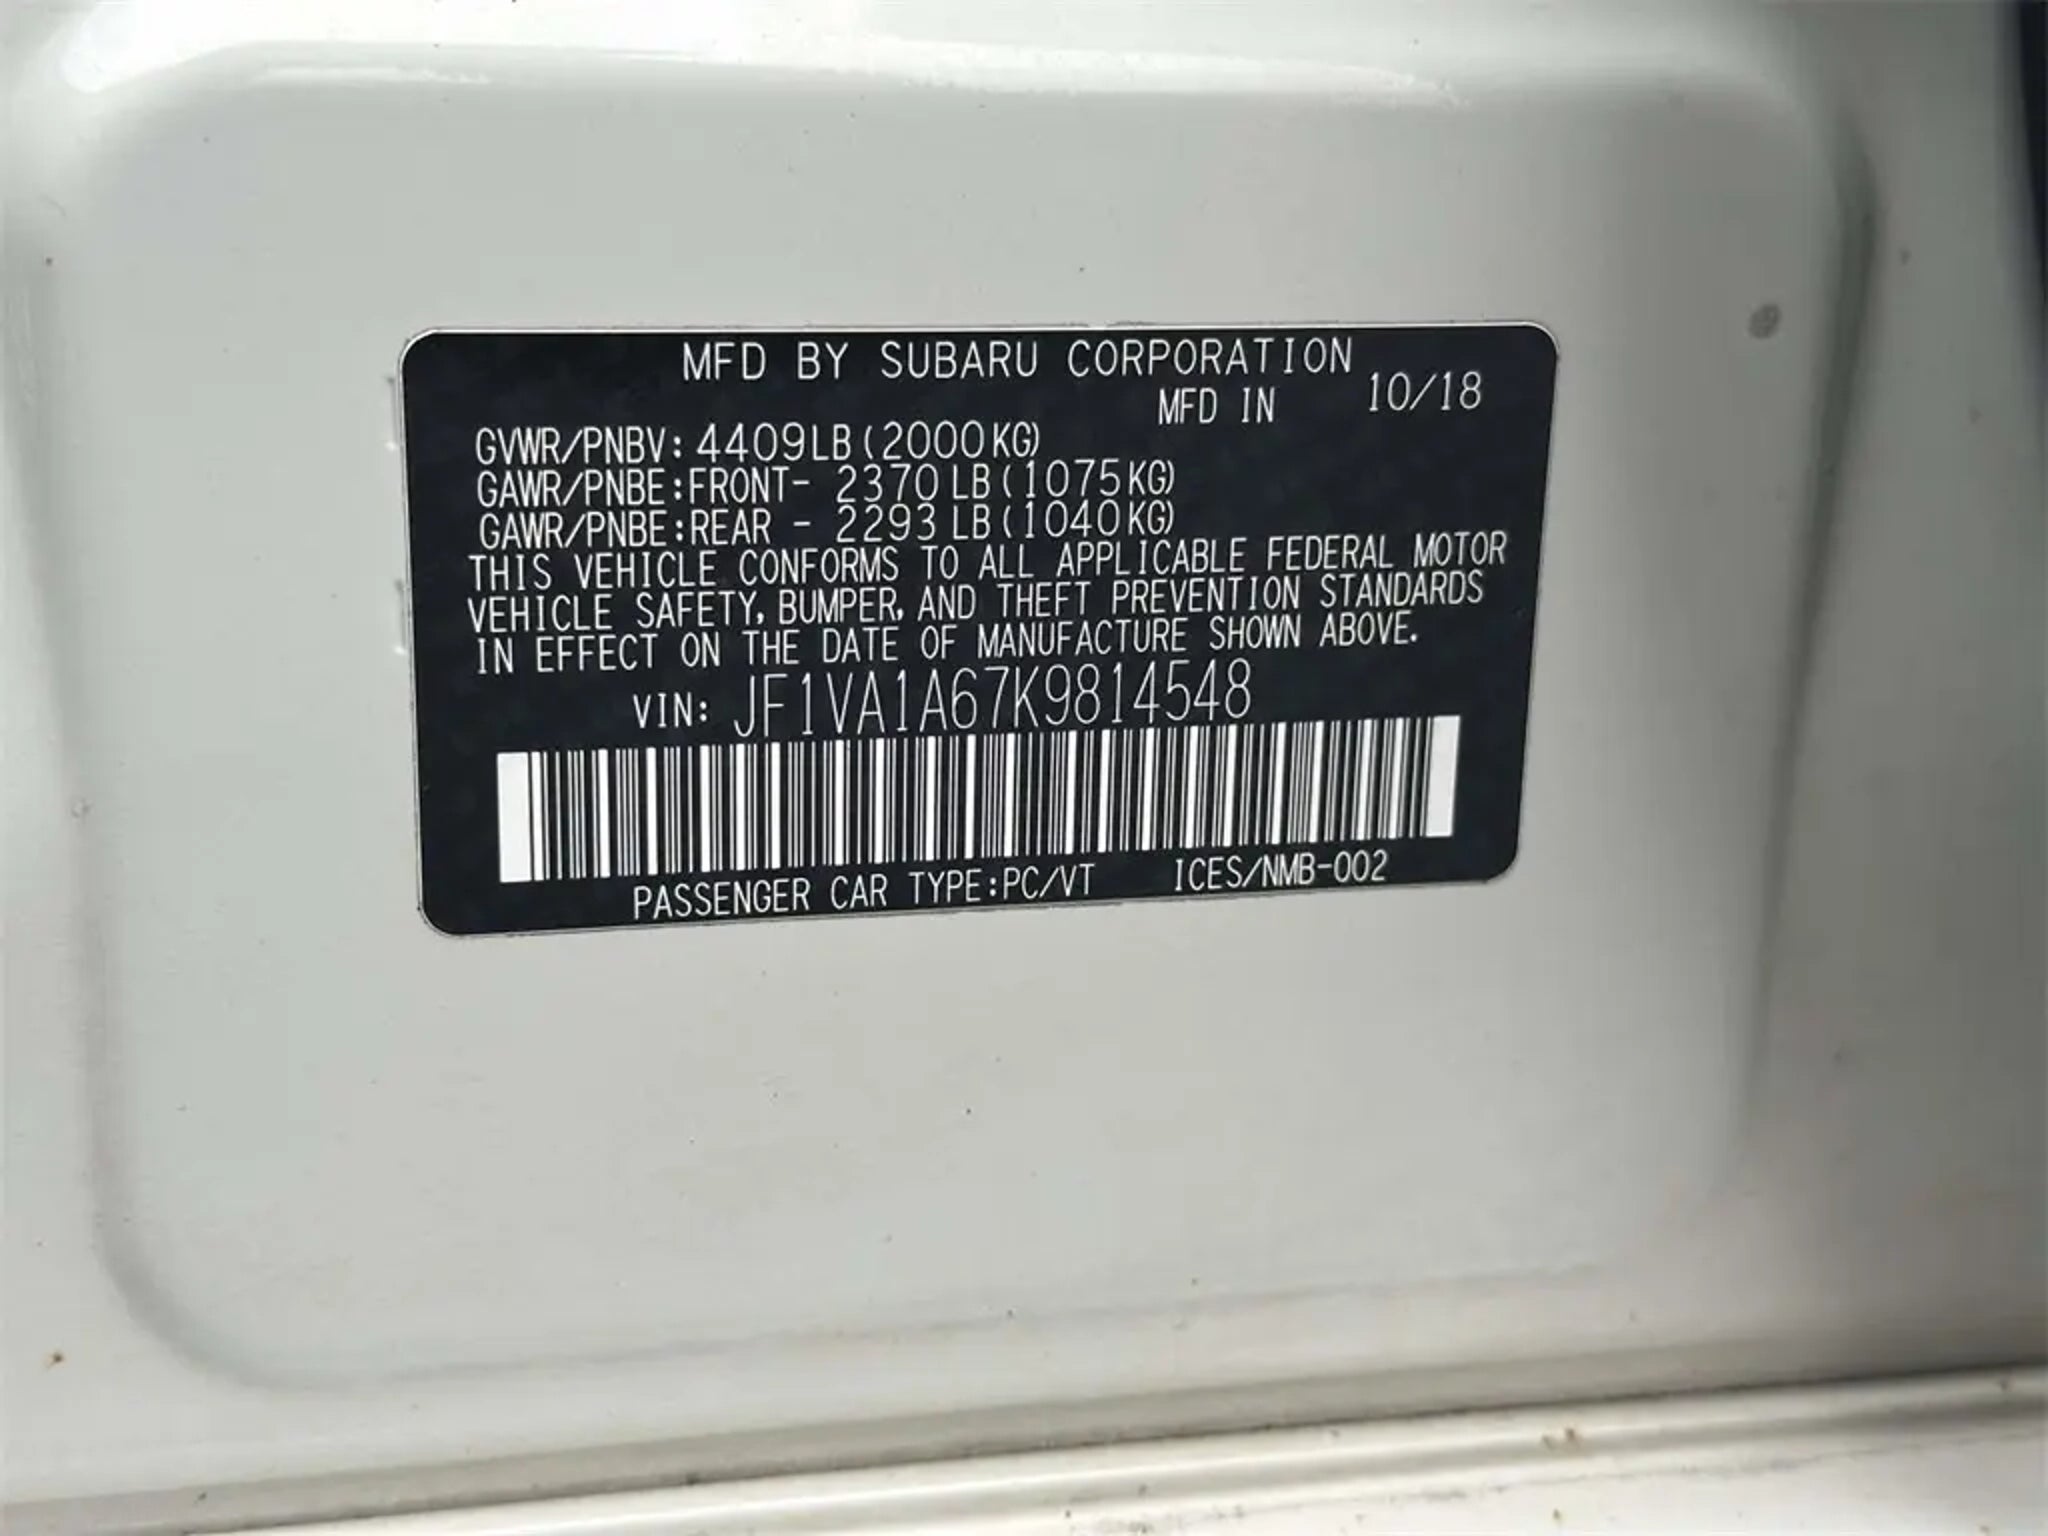 MFD BY SUBARU CORPORATION
MFD IN 10/18
GVWR/PNBV: 4409LB(2000KG)
GAWR/PNBE:FRONT- 2370LB(1075KG)
GAWR/PNBE:REAR - 2293LB(1040KG)
THIS VEHICLE CONFORMS TO ALL APPLICABLE FEDERAL MOTOR
VEHICLE SAFETY, BUMPER, AND THEFT PREVENTION STANDARDS
IN EFFECT ON THE DATE OF MANUFACTURE SHOWN ABOVE.
VIN: JF1VA1A67K9814548
PASSENGER CAR TYPE:PC/VT ICES/NMB-002